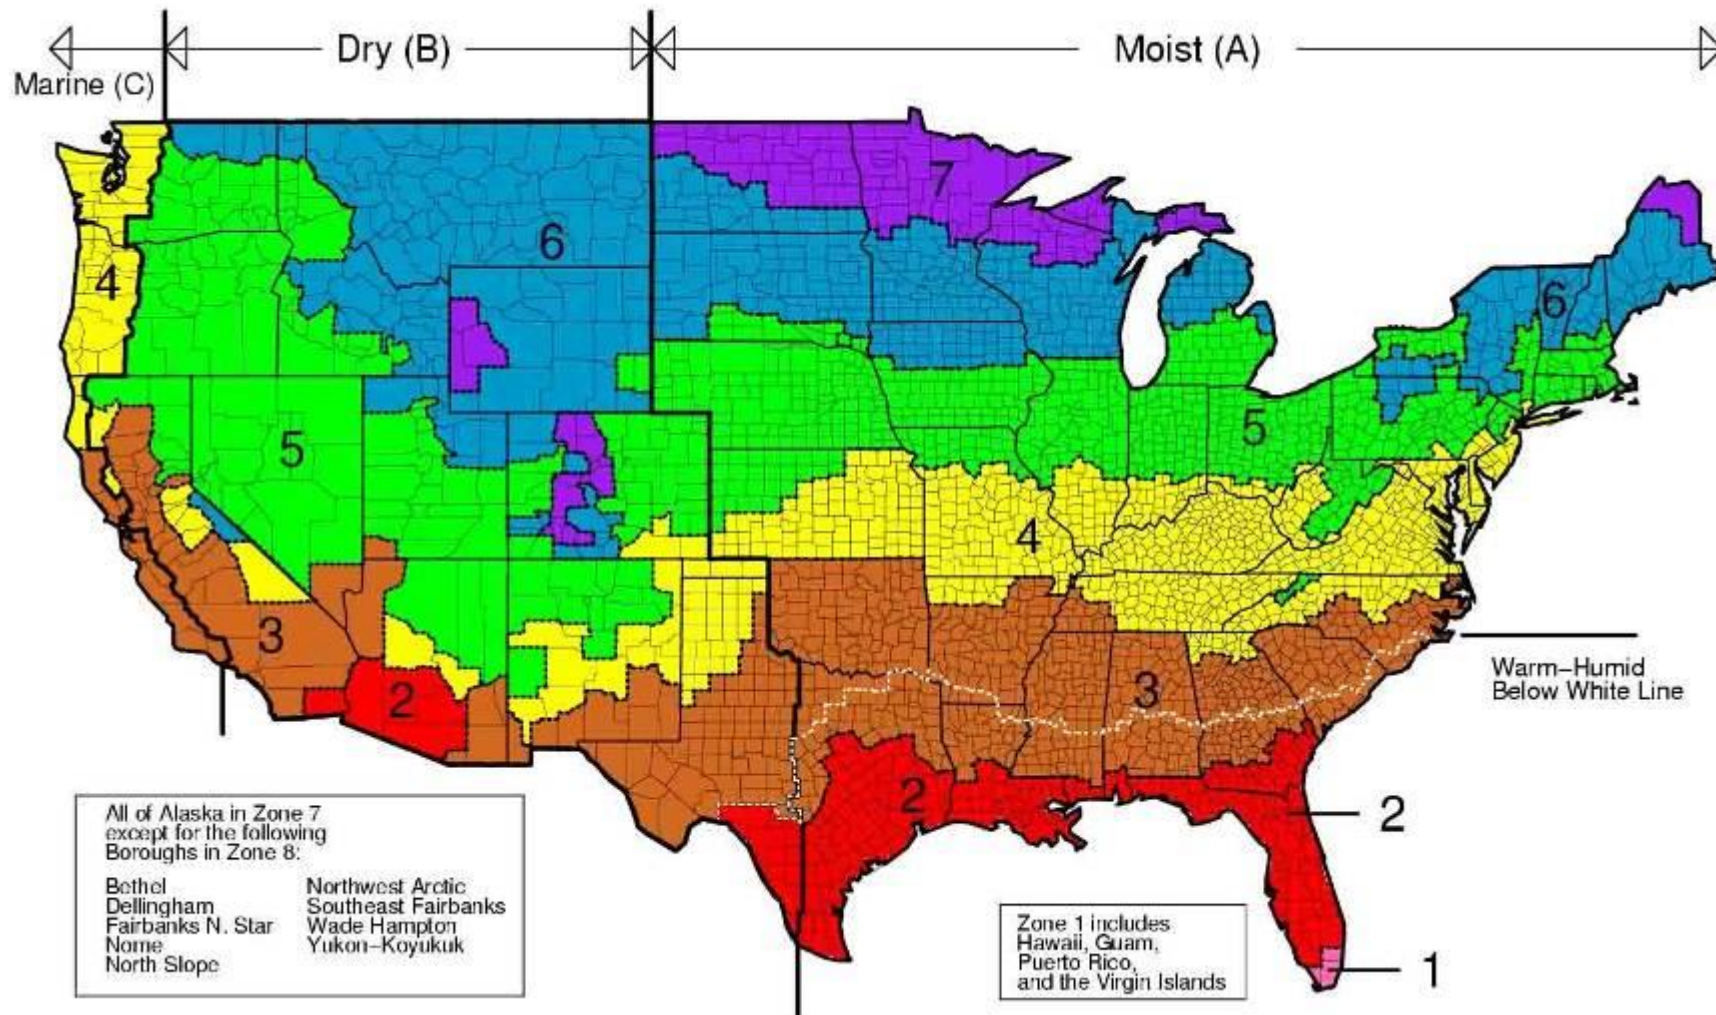 Marine (C)
Dry (B)
Moist (A)
7
6
4
6
5
5
4
3
3
2
2
2
1
Warm-Humid
Below White Line
All of Alaska in Zone 7
except for the following
Boroughs in Zone 8:
Bethel
Dellingham
Fairbanks N. Star
Nome
North Slope
Northwest Arctic
Southeast Fairbanks
Wade Hampton
Yukon-Koyukuk
Zone 1 includes
Hawaii, Guam,
Puerto Rico,
and the Virgin Islands